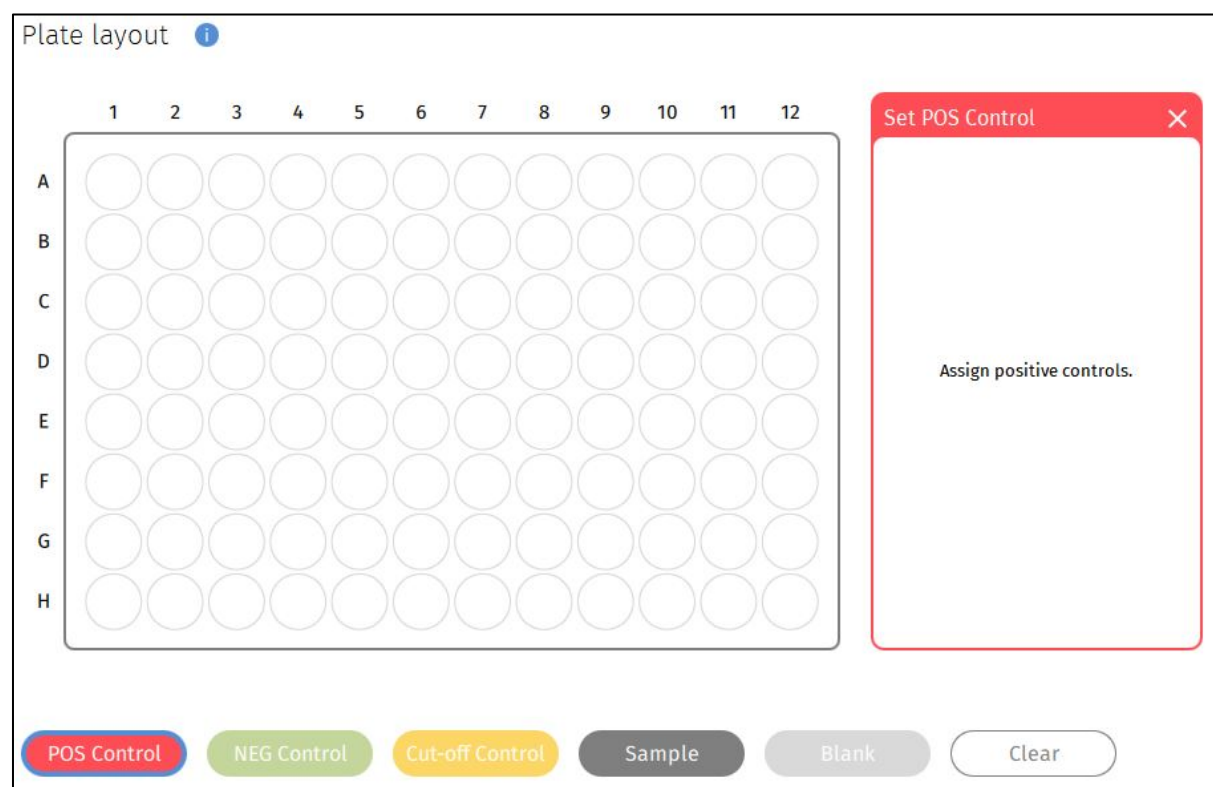 Plate layout i
1 2 3 4 5 6 7 8 9 10 11 12
Set POS Control
A
B
C
D
Assign positive controls.
E
F
G
H
POS Control NEG Control Cut-off Control Sample Blank Clear